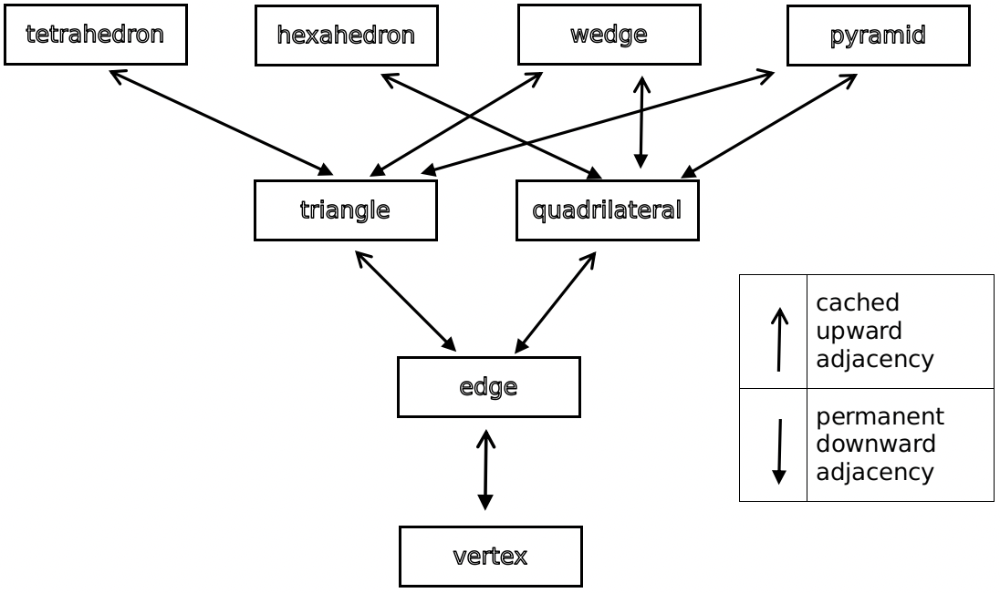 tetrahedron
hexahedron
wedge
pyramid
triangle
quadrilateral
edge
vertex
cached
upward
adjacency
permanent
downward
adjacency